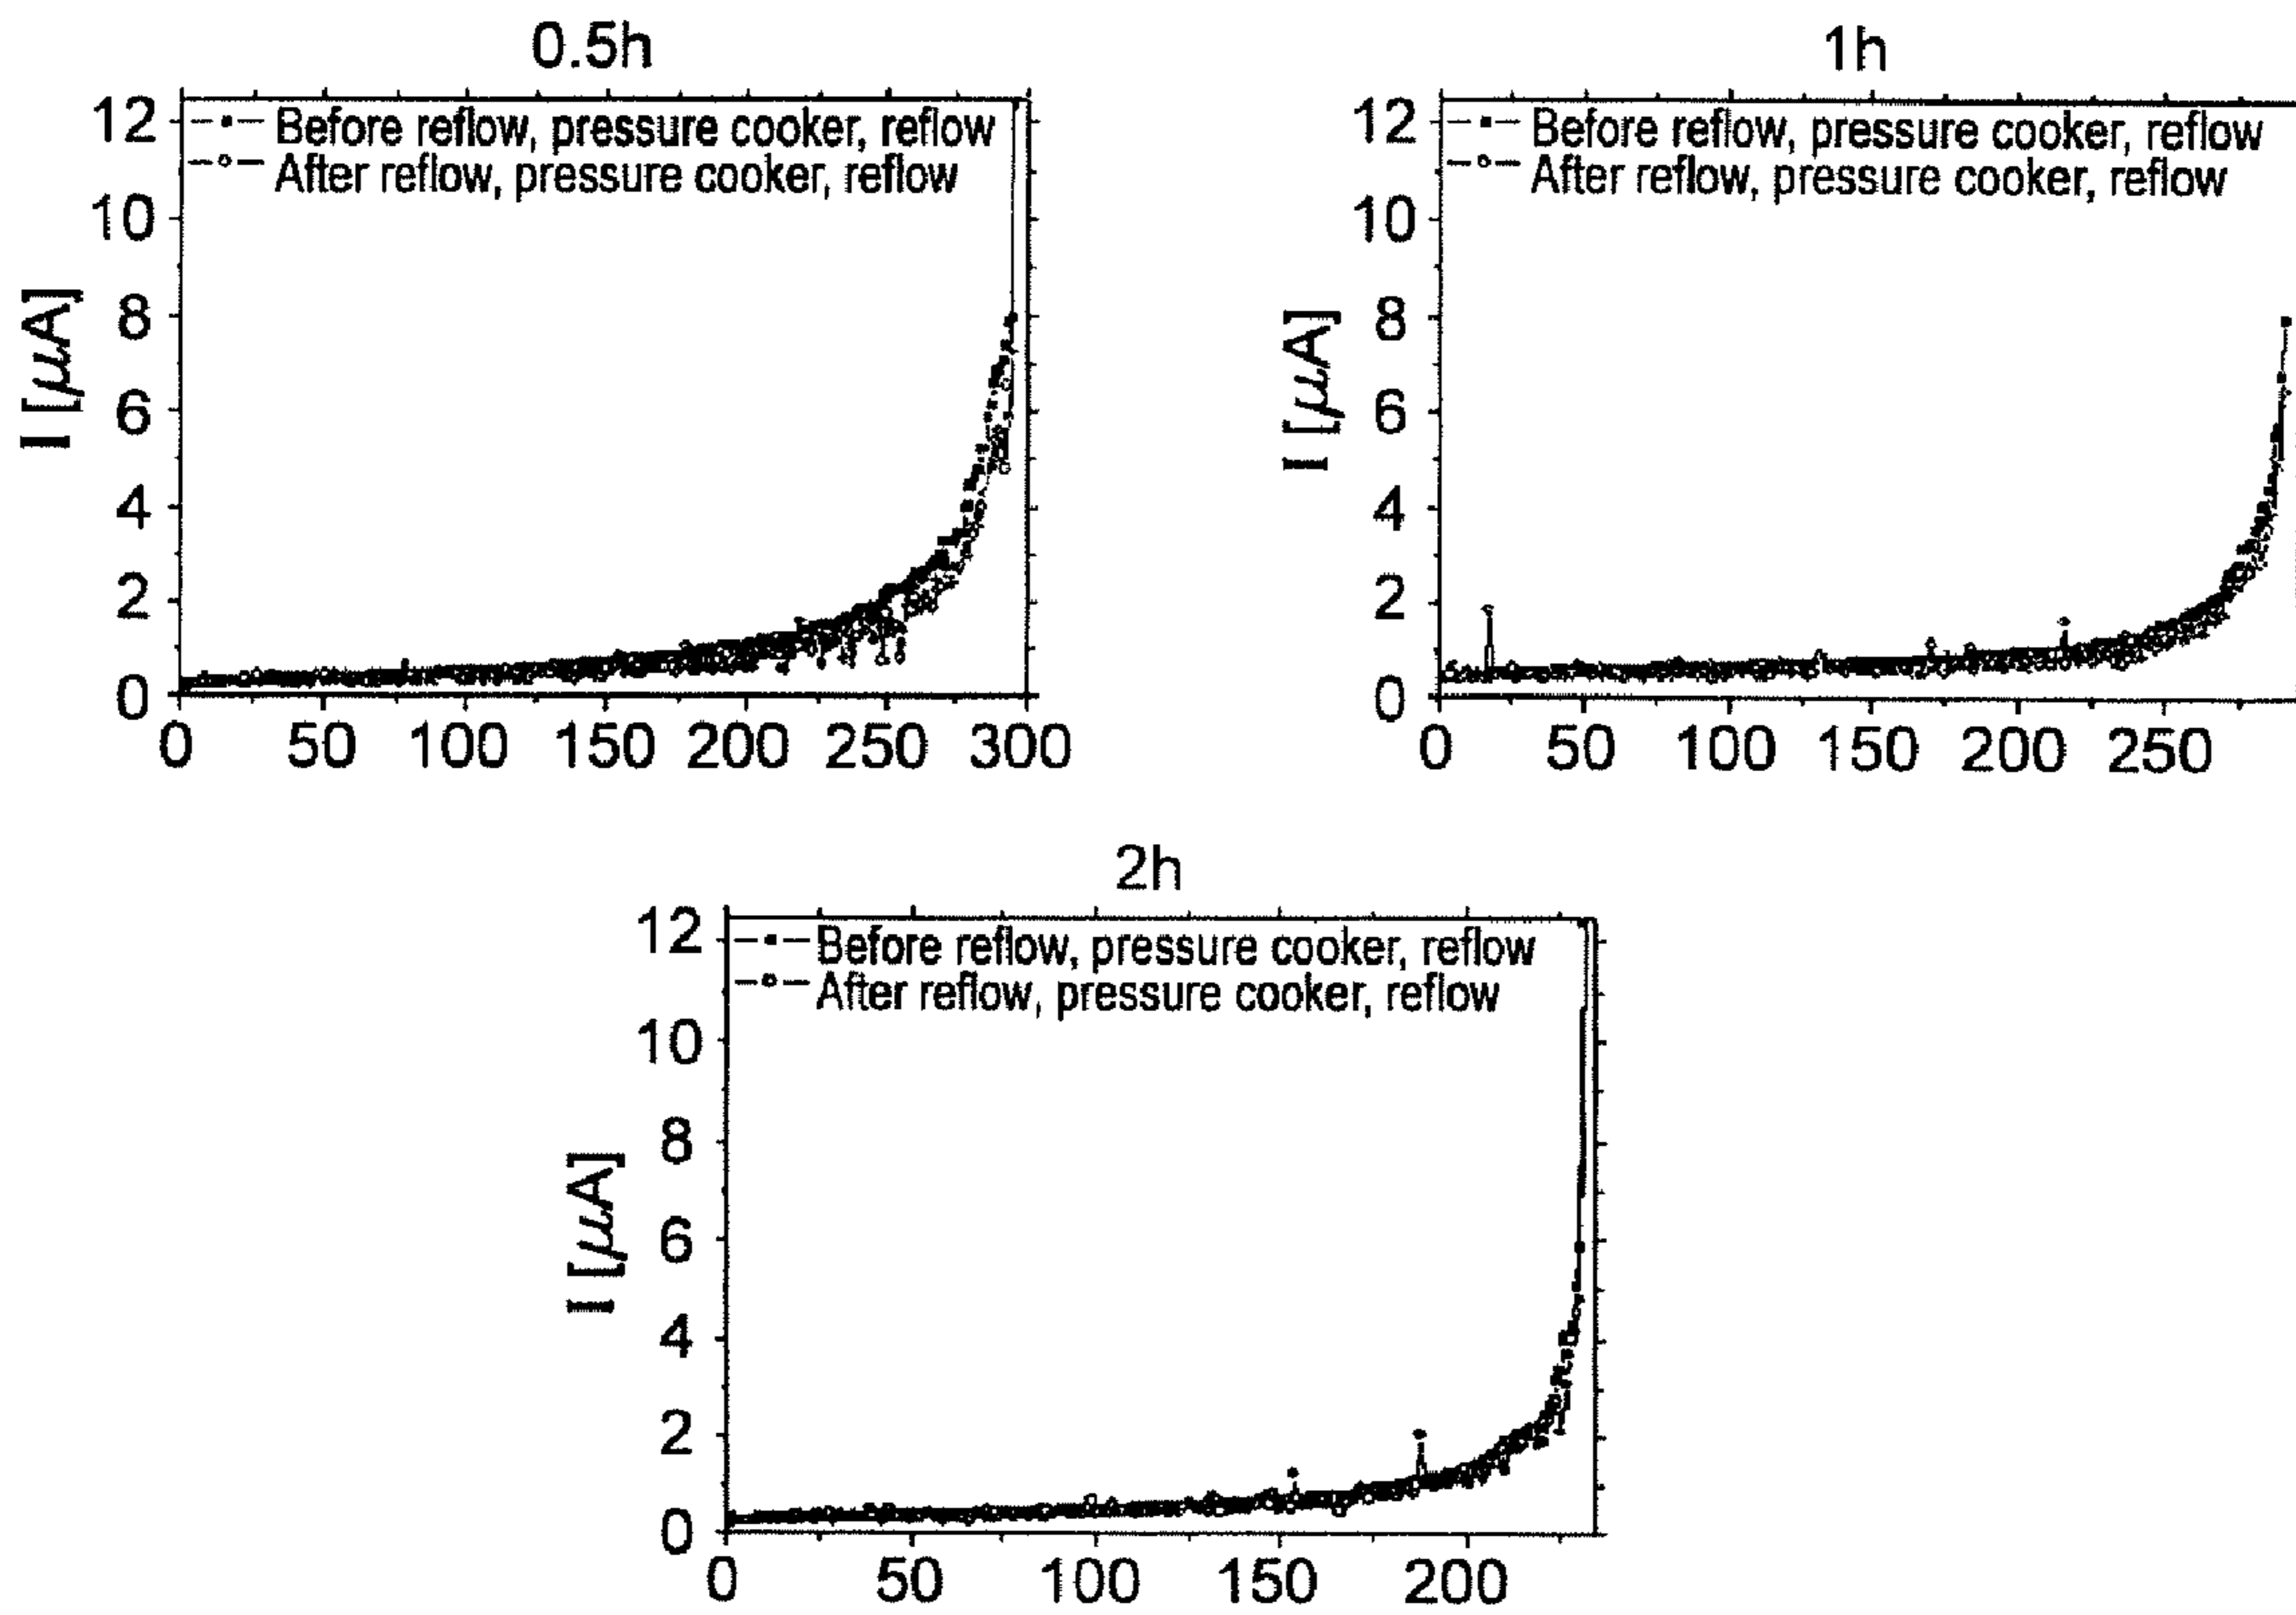 0.5h
12
Before reflow, pressure cooker, reflow
After reflow, pressure cooker, reflow
10
I [μA]
8
6
4
2
0
0 50 100 150 200 250 300
1h
12
Before reflow, pressure cooker, reflow
After reflow, pressure cooker, reflow
10
I [μA]
8
6
4
2
0
0 50 100 150 200 250
2h
12
Before reflow, pressure cooker, reflow
After reflow, pressure cooker, reflow
10
8
I [μA]
6
4
2
0
0 50 100 150 200